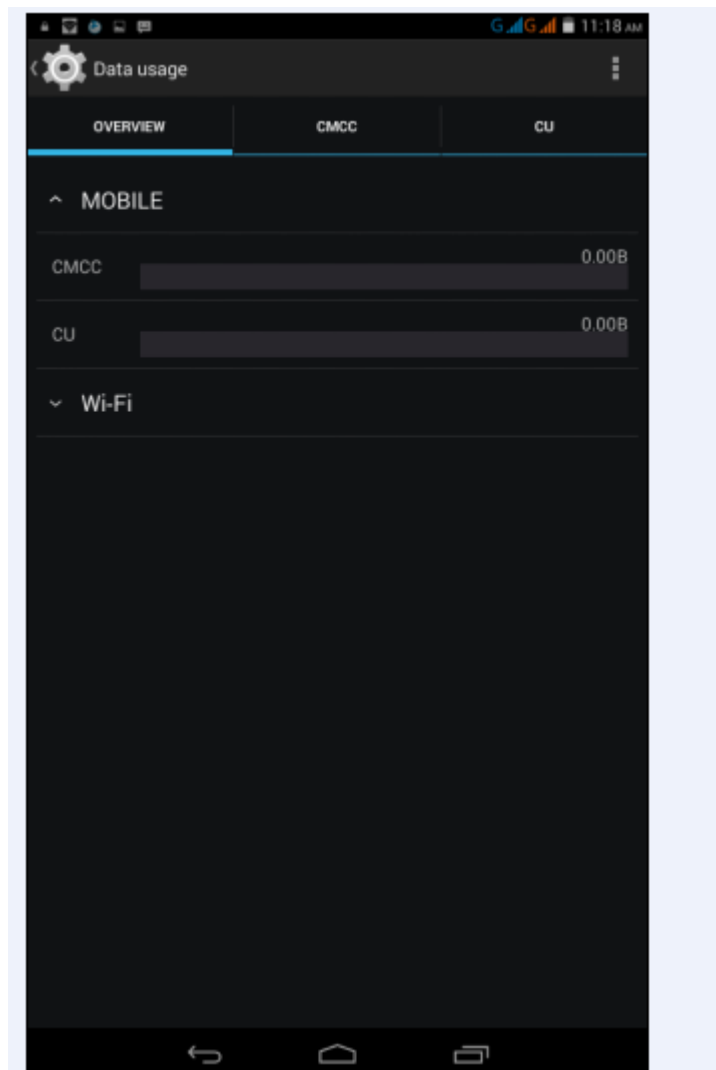 G G 11:18 AM
Data usage
OVERVIEW CMCC CU
MOBILE
CMCC 0.00B
CU 0.00B
Wi-Fi